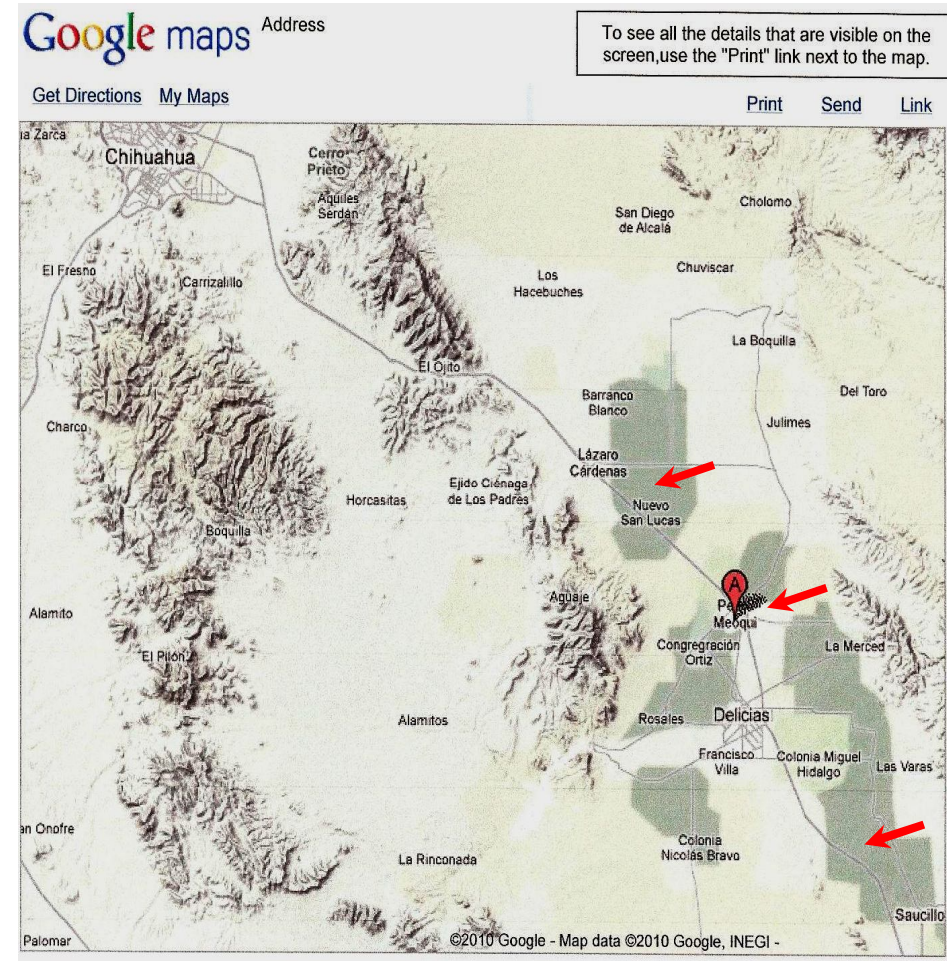 Google maps Address
To see all the details that are visible on the
screen,use the "Print" link next to the map.
Get Directions My Maps
Print Send Link
Zarca
Chihuahua
Cerro
Prieto
Aquiles
Serdán
Cholomo
San Diego
de Alcalá
El Fresno
Carrizalillo
Los
Hacebuches
Chuviscar
La Boquilla
El Ojito
Barranco
Blanco
Del Toro
Julimes
Charco
Lázaro
Cárdenas
Ejido Ciénaga
de Los Padres
Horcasitas
Nuevo
San Lucas
Boquilla
A
Aguaje
Alamito
Meoqui
Congregración
Ortiz
La Merced
El Pilón
Alamitos
Rosales
Delicias
Francisco
Villa
Colonia Miguel
Hidalgo
Las Varas
an Onofre
Colonia
Nicolás Bravo
La Rinconada
Saucillo
Palomar
©2010 Google - Map data ©2010 Google, INEGI -